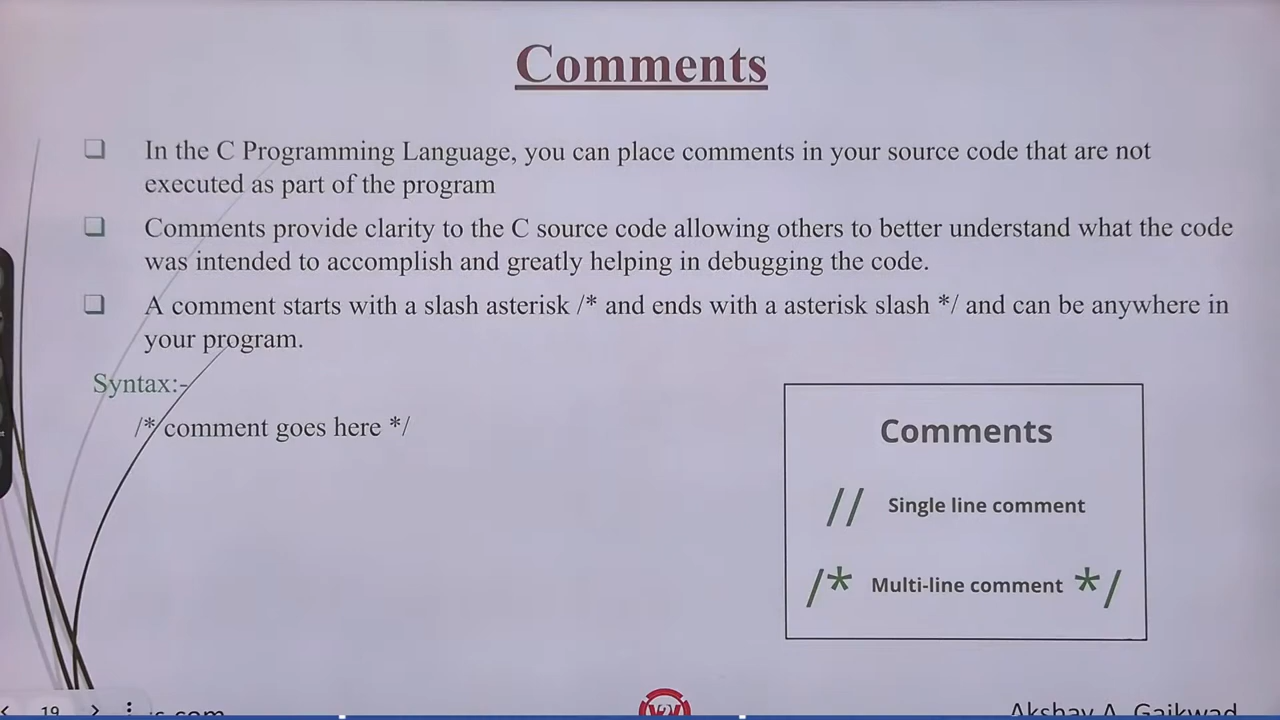 Comments
In the C Programming Language, you can place comments in your source code that are not
executed as part of the program
Comments provide clarity to the C source code allowing others to better understand what the code
was intended to accomplish and greatly helping in debugging the code.
A comment starts with a slash asterisk /* and ends with a asterisk slash */ and can be anywhere in
your program.
Syntax:-
/* comment goes here */
Comments
// Single line comment
/* Multi-line comment */
19
Akshay A. Gaikwad